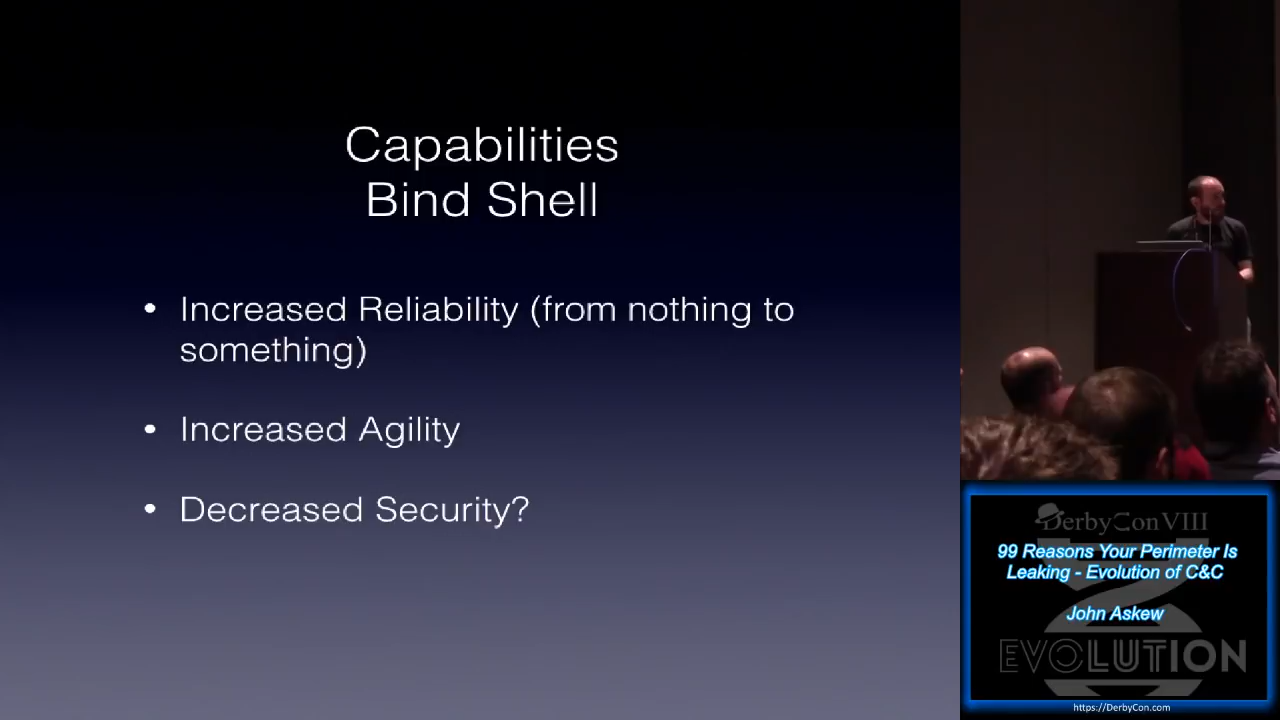 Capabilities
Bind Shell
• Increased Reliability (from nothing to
something)
• Increased Agility
• Decreased Security?
DerbyCon VIII
99 Reasons Your Perimeter Is
Leaking - Evolution of C&C
John Askew
EVOLUTION
https://DerbyCon.com